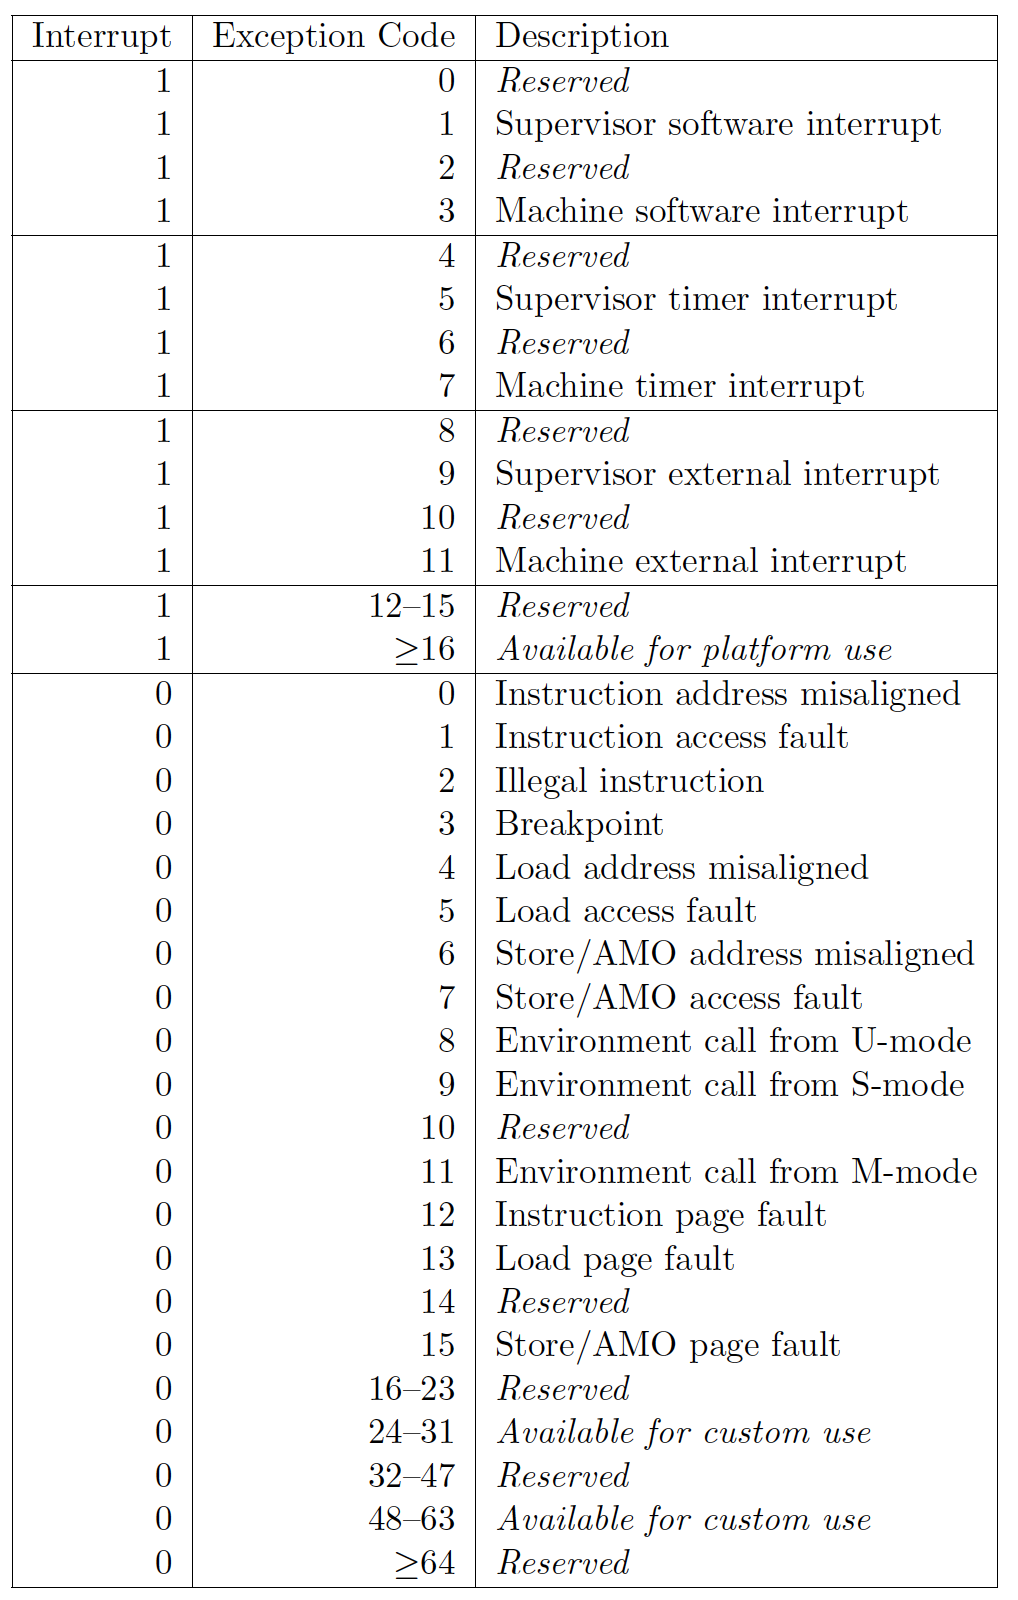 Interrupt Exception Code Description
1 0 Reserved
1 1 Supervisor software interrupt
1 2 Reserved
1 3 Machine software interrupt
1 4 Reserved
1 5 Supervisor timer interrupt
1 6 Reserved
1 7 Machine timer interrupt
1 8 Reserved
1 9 Supervisor external interrupt
1 10 Reserved
1 11 Machine external interrupt
1 12–15 Reserved
1 ≥16 Available for platform use
0 0 Instruction address misaligned
0 1 Instruction access fault
0 2 Illegal instruction
0 3 Breakpoint
0 4 Load address misaligned
0 5 Load access fault
0 6 Store/AMO address misaligned
0 7 Store/AMO access fault
0 8 Environment call from U-mode
0 9 Environment call from S-mode
0 10 Reserved
0 11 Environment call from M-mode
0 12 Instruction page fault
0 13 Load page fault
0 14 Reserved
0 15 Store/AMO page fault
0 16–23 Reserved
0 24–31 Available for custom use
0 32–47 Reserved
0 48–63 Available for custom use
0 ≥64 Reserved